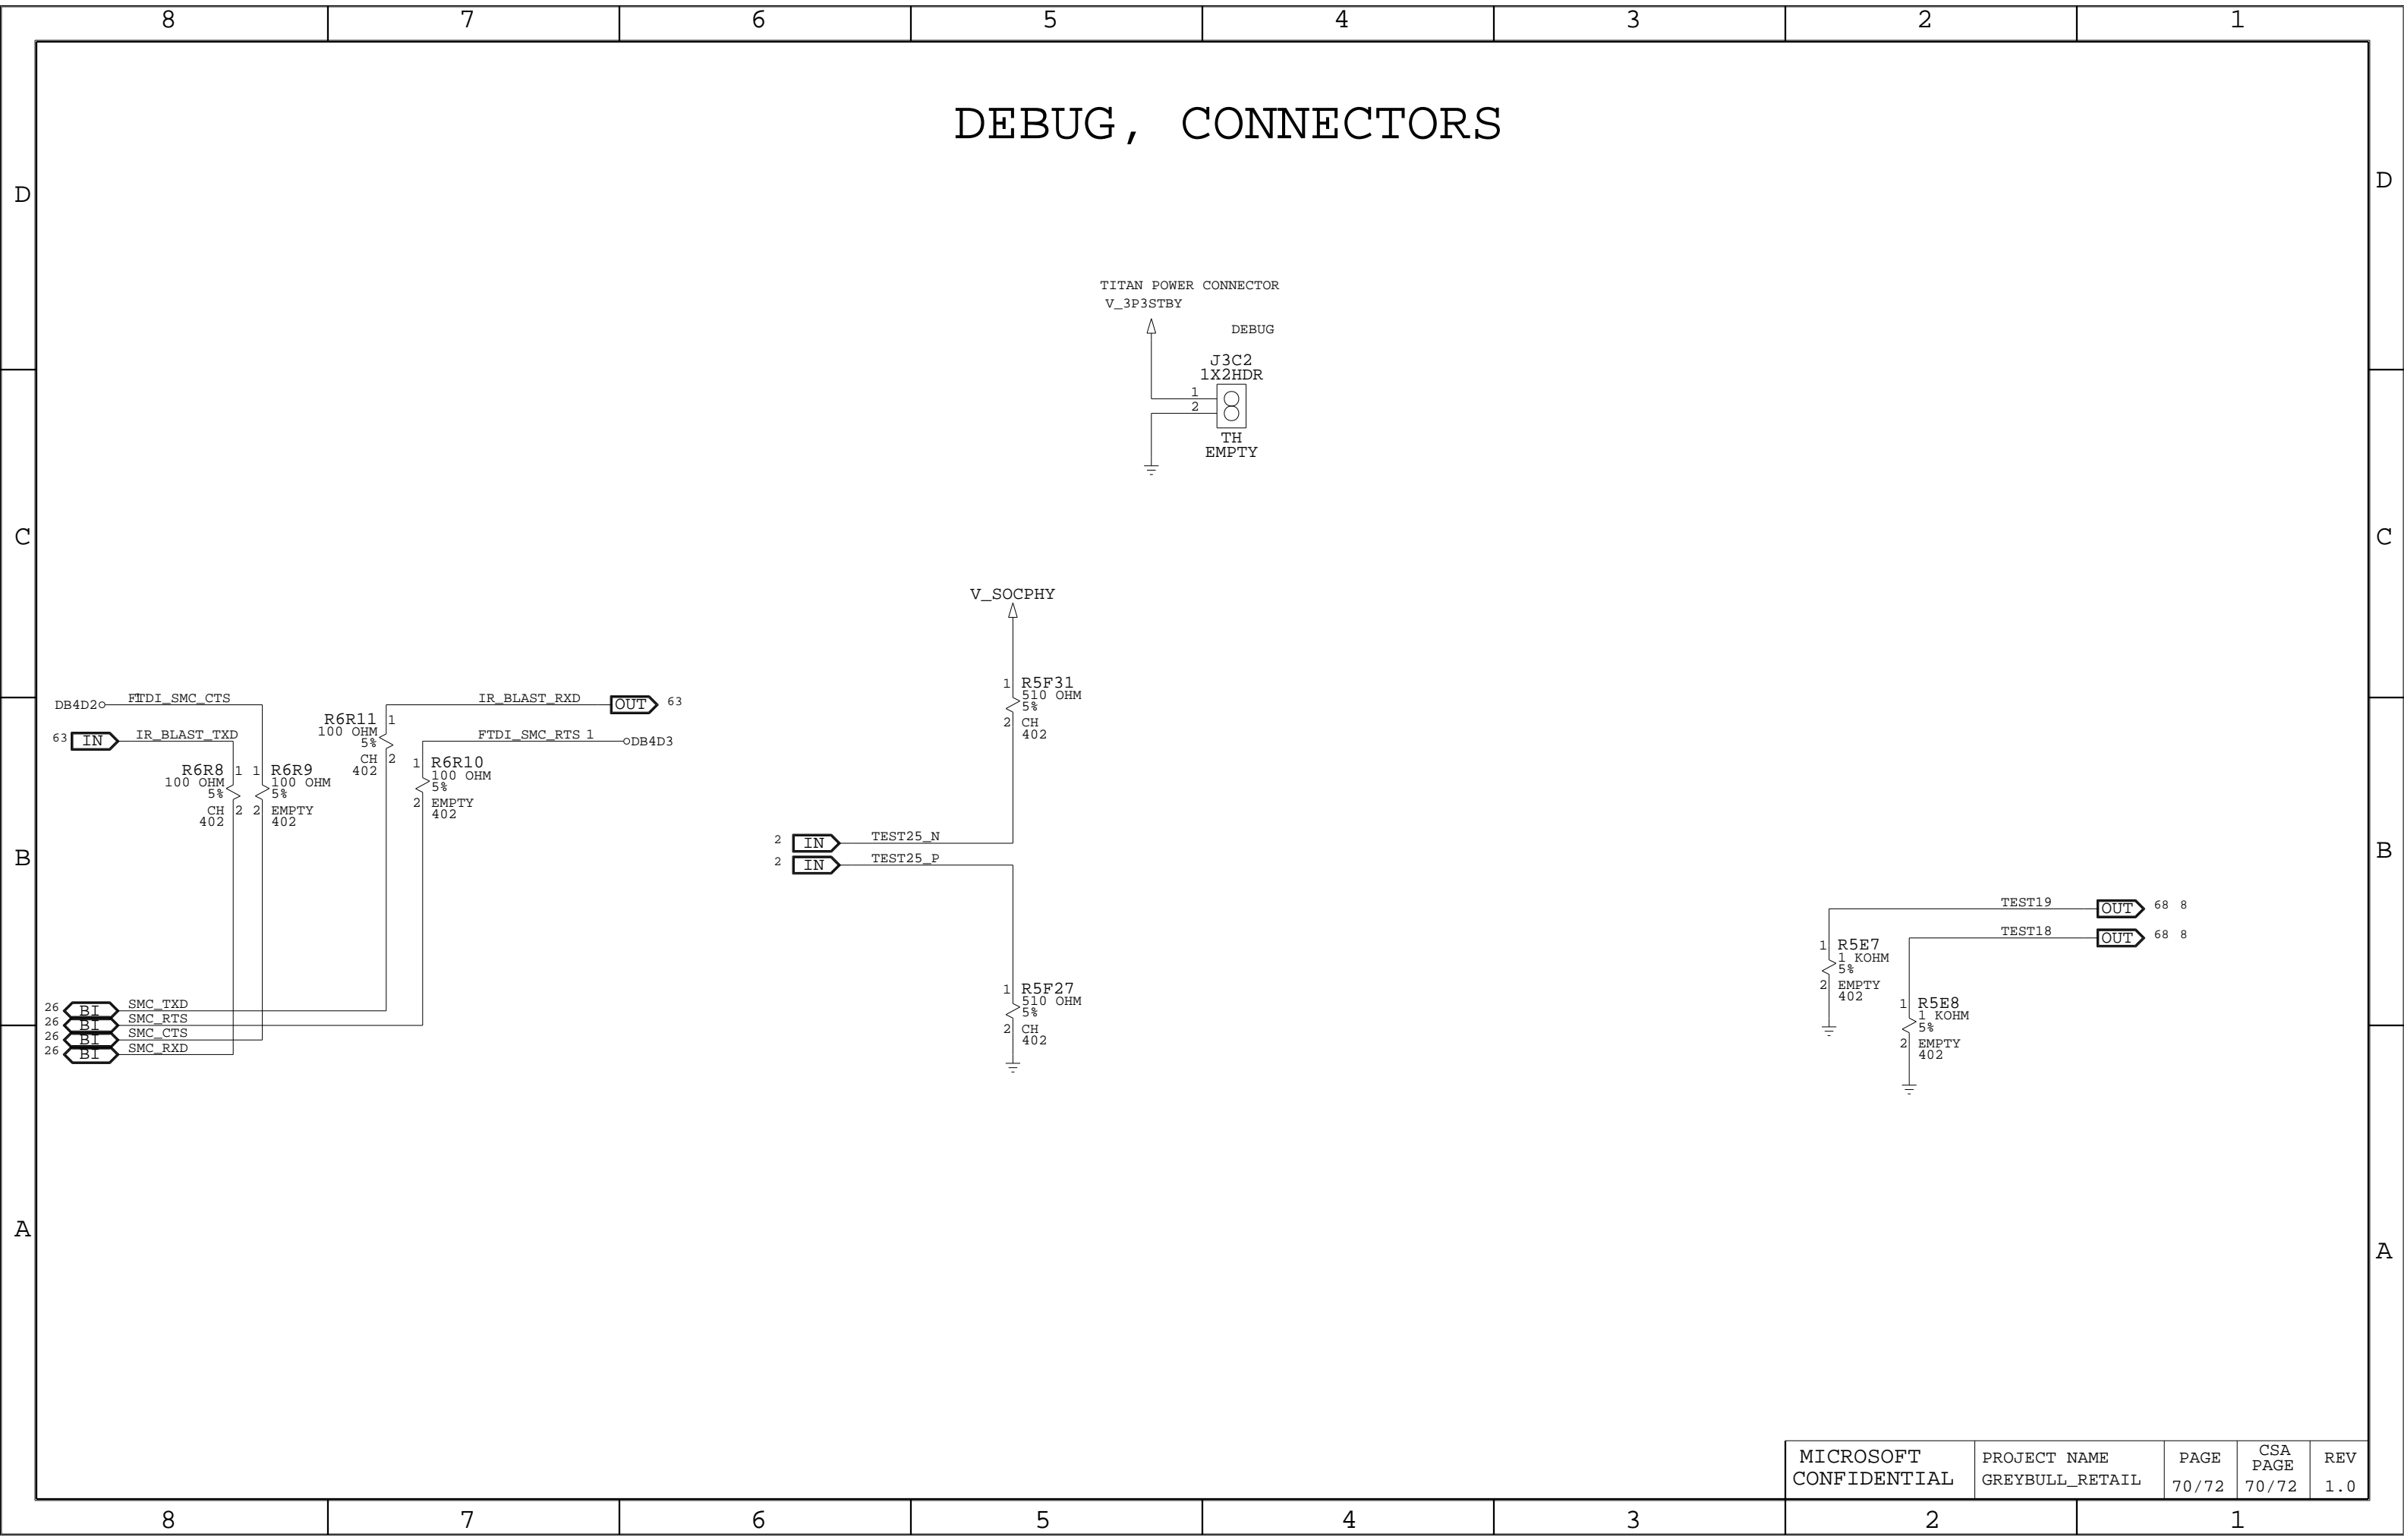 8 7 6 5 4 3 2 1
DEBUG, CONNECTORS
D
D
TITAN POWER CONNECTOR
V_3P3STBY
DEBUG
J3C2
1X2HDR
1
2
TH
EMPTY
C
C
V_SOCPHY
1 R5F31
510 OHM
5%
2 CH
402
DB4D2 1 FTDI_SMC_CTS
63 IN IR_BLAST_TXD
R6R8 1
100 OHM
5%
CH 2
402
1 R6R9
100 OHM
5%
2 EMPTY
402
IR_BLAST_RXD OUT 63
R6R11 1
100 OHM
5%
CH 2
402
FTDI_SMC_RTS 1 DB4D3
1 R6R10
100 OHM
5%
2 EMPTY
402
B
B
2 IN TEST25_N
2 IN TEST25_P
1 R5F27
510 OHM
5%
2 CH
402
TEST19 OUT 68 8
TEST18 OUT 68 8
1 R5E7
1 KOHM
5%
2 EMPTY
402
1 R5E8
1 KOHM
5%
2 EMPTY
402
26 BI SMC_TXD
26 BI SMC_RTS
26 BI SMC_CTS
26 BI SMC_RXD
A
A
MICROSOFT
CONFIDENTIAL
PROJECT NAME
GREYBULL_RETAIL
PAGE
70/72
CSA
PAGE
70/72
REV
1.0
8 7 6 5 4 3 2 1